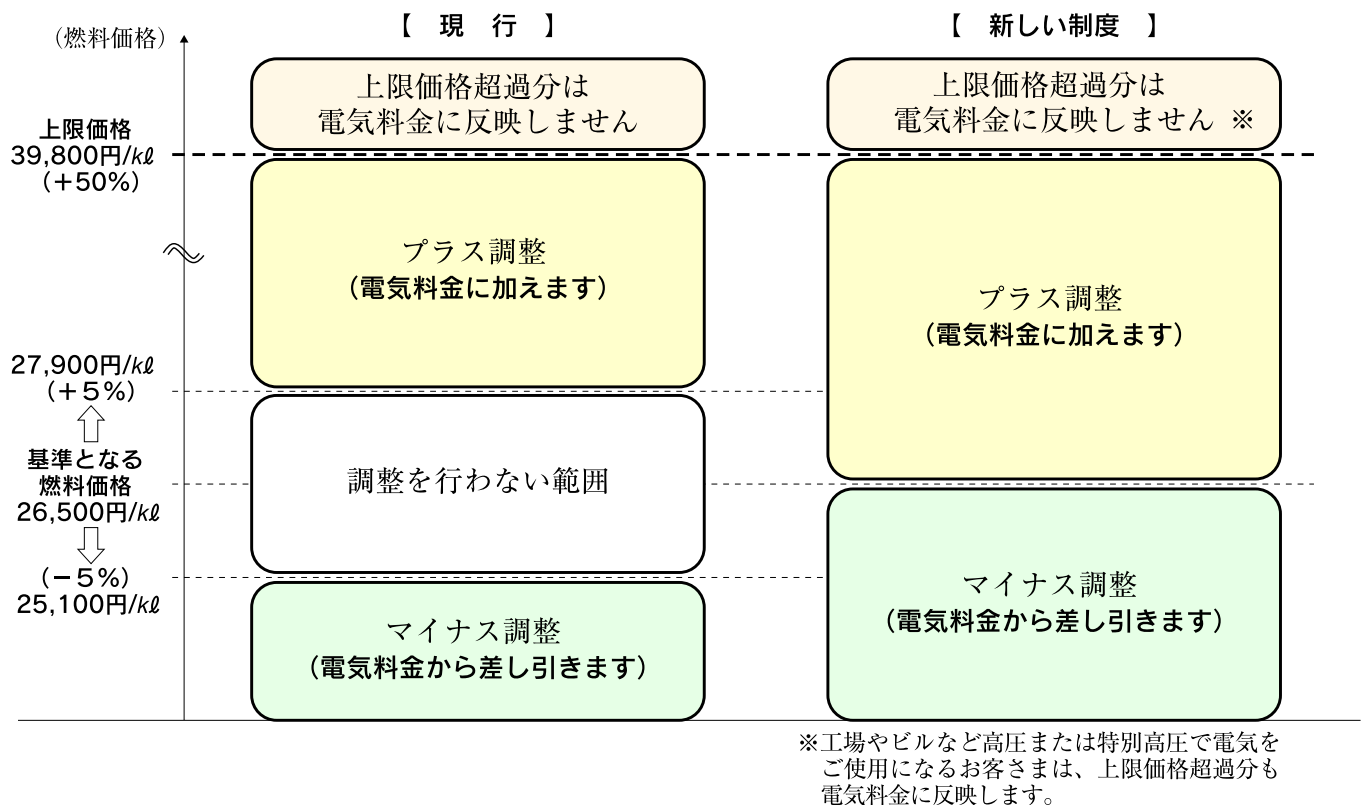 【　現　行　】
【　新しい制度　】
（燃料価格）
上限価格
39,800円/kℓ
（＋50％）
27,900円/kℓ
（＋５％）
基準となる
燃料価格
26,500円/kℓ
（－５％）
25,100円/kℓ
上限価格超過分は
電気料金に反映しません
プラス調整
（電気料金に加えます）
調整を行わない範囲
マイナス調整
（電気料金から差し引きます）
上限価格超過分は
電気料金に反映しません ※
プラス調整
（電気料金に加えます）
マイナス調整
（電気料金から差し引きます）
※工場やビルなど高圧または特別高圧で電気を
ご使用になるお客さまは、上限価格超過分も
電気料金に反映します。